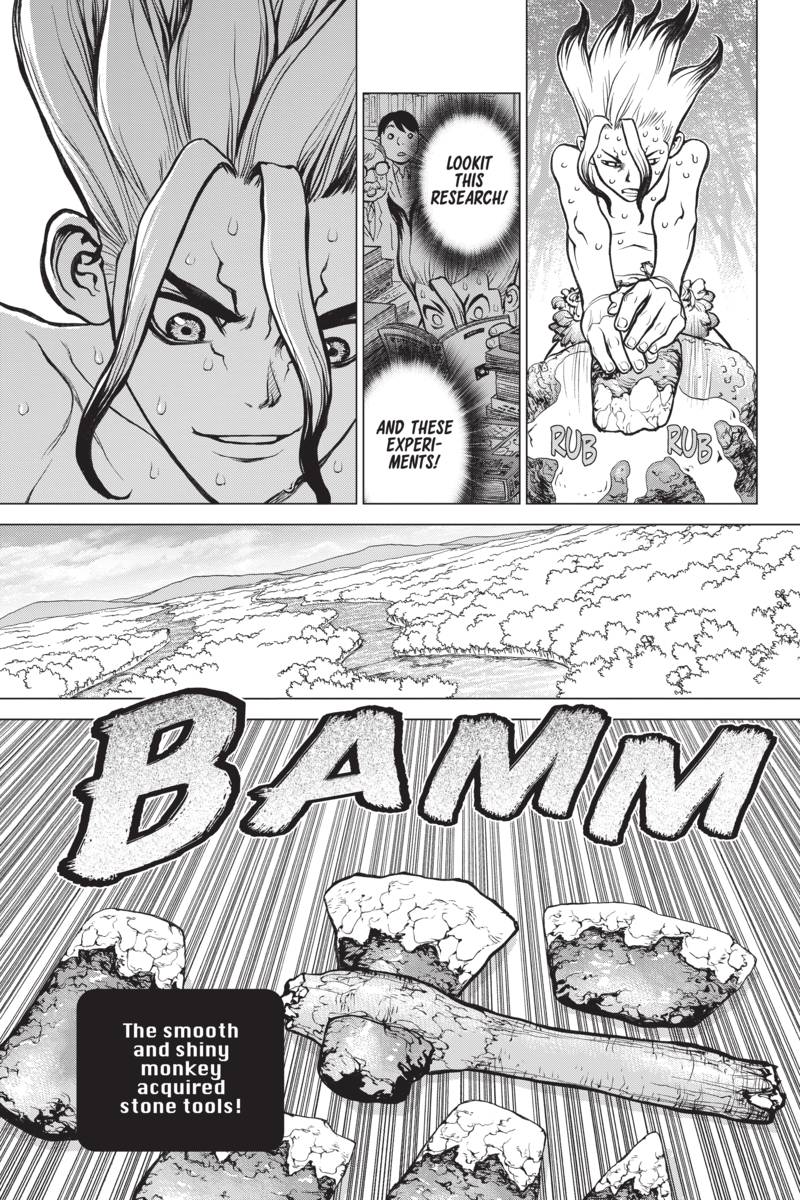 RUB
RUB
LOOKIT
THIS
RESEARCH!
AND THESE
EXPERI-
MENTS!
BAMM
The smooth
and shiny
monkey
acquired
stone tools!